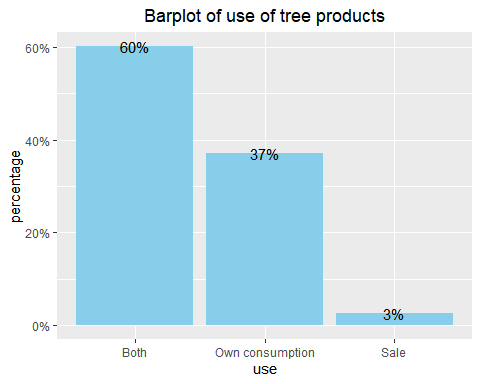 Barplot of use of tree products
percentage
60%
40%
20%
0%
60%
37%
3%
Both
Own consumption
Sale
use